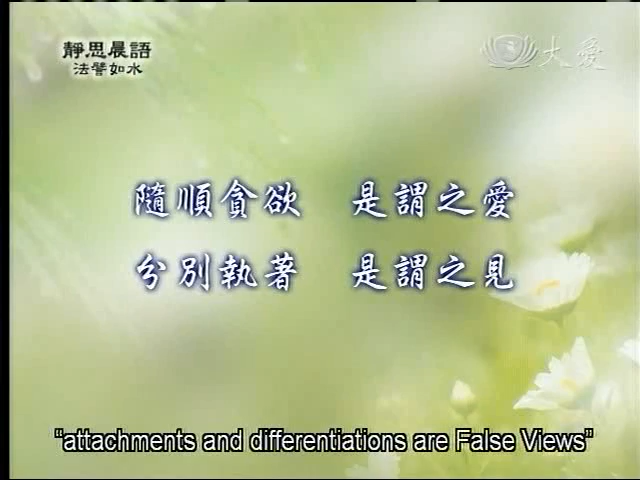 靜思晨語
法譬如水
大愛
隨順貪欲 是謂之愛
分別執著 是謂之見
“attachments and differentiations are False Views”